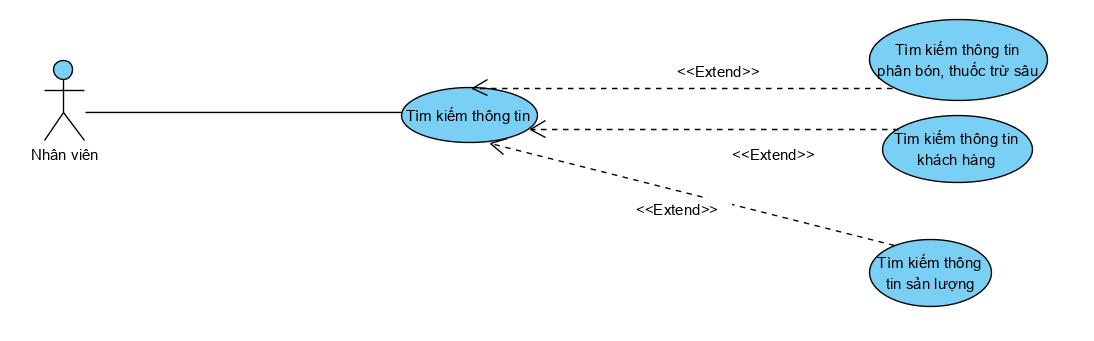 Nhân viên
Tìm kiếm thông tin
<<Extend>>
Tìm kiếm thông tin
phân bón, thuốc trừ sâu
<<Extend>>
Tìm kiếm thông tin
khách hàng
<<Extend>>
Tìm kiếm thông
tin sản lượng